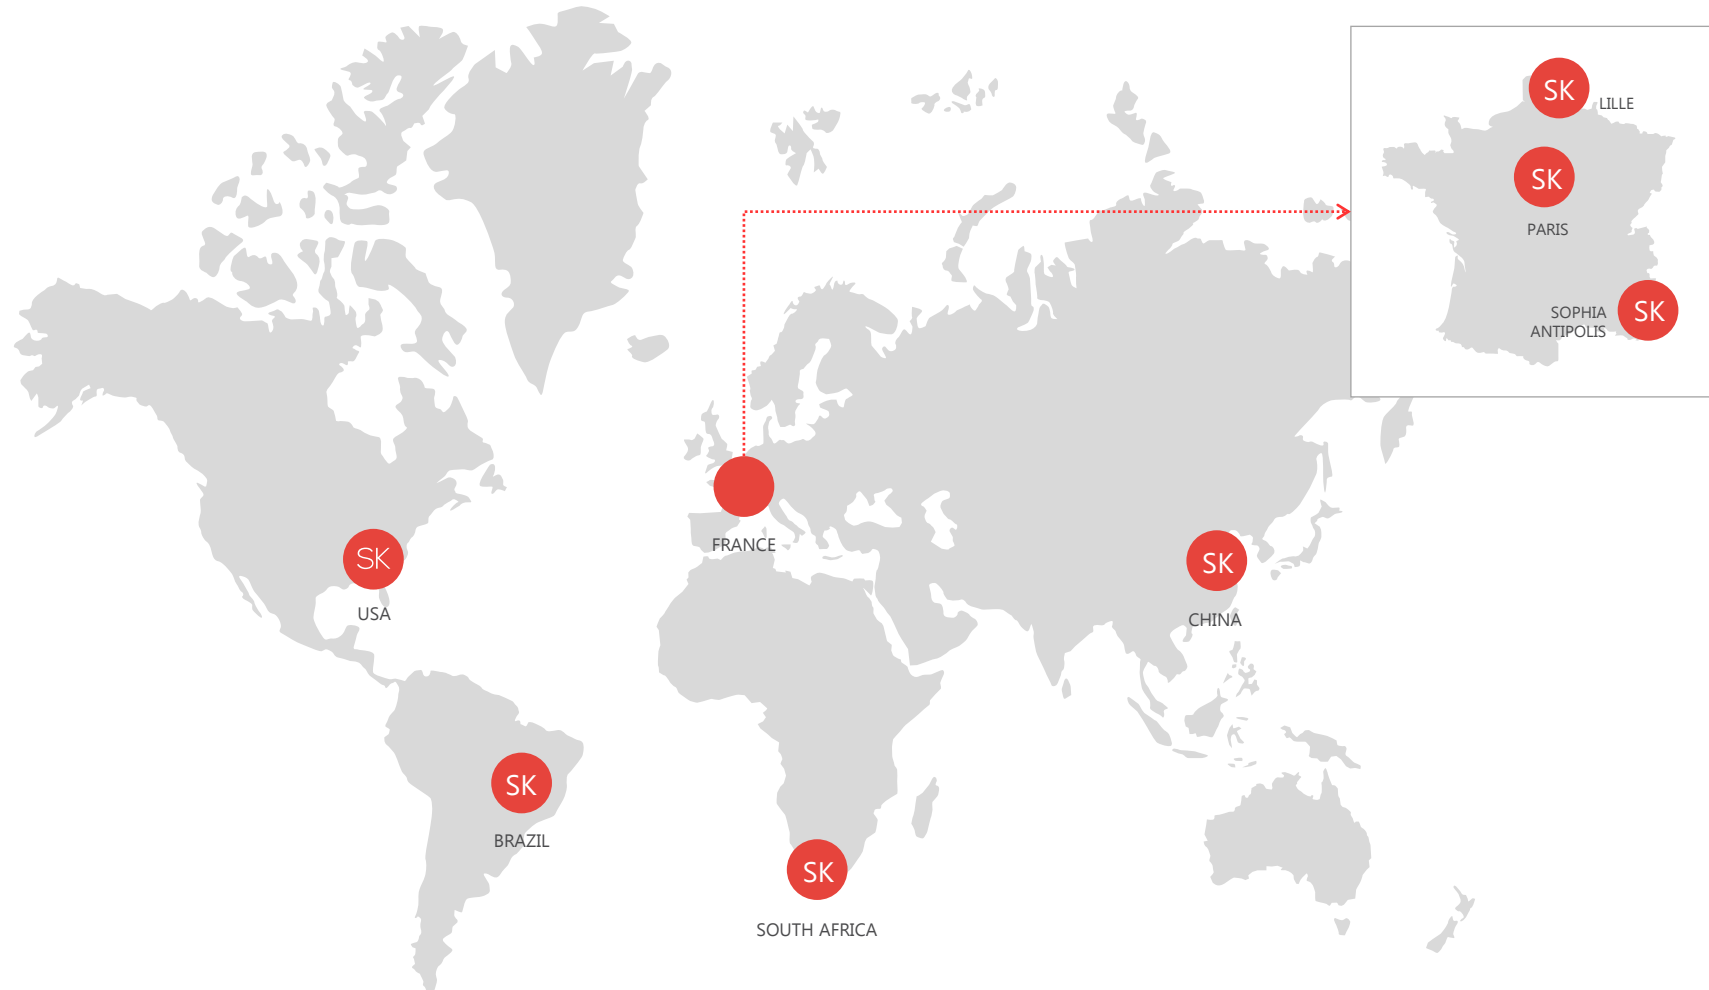 SK
LILLE
SK
PARIS
SK
SOPHIA
ANTIPOLIS
FRANCE
SK
USA
SK
CHINA
SK
BRAZIL
SK
SOUTH AFRICA